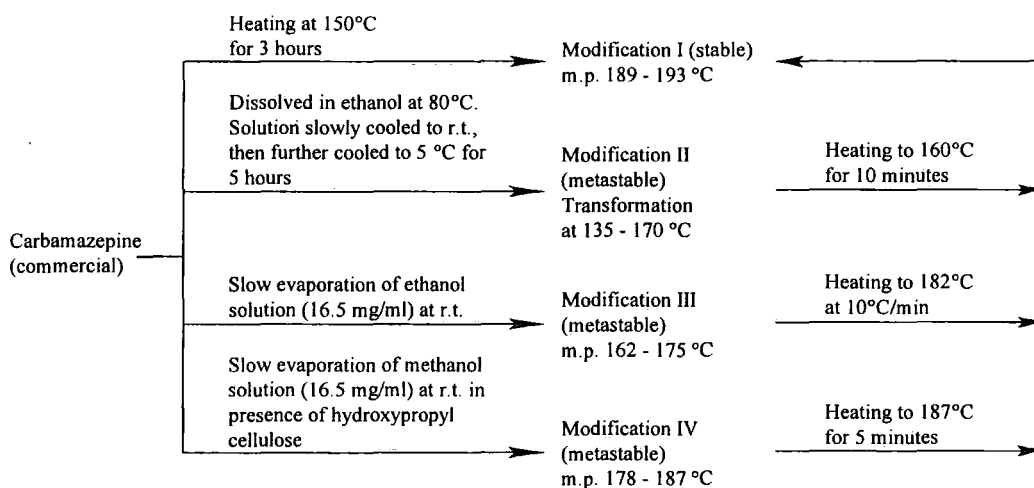 Heating at 150°C
for 3 hours
Modification I (stable)
m.p. 189 - 193 °C
Dissolved in ethanol at 80°C.
Solution slowly cooled to r.t.,
then further cooled to 5 °C for
5 hours
Modification II
(metastable)
Transformation
at 135 - 170 °C
Heating to 160°C
for 10 minutes
Carbamazepine
(commercial)
Slow evaporation of ethanol
solution (16.5 mg/ml) at r.t.
Modification III
(metastable)
m.p. 162 - 175 °C
Heating to 182°C
at 10°C/min
Slow evaporation of methanol
solution (16.5 mg/ml) at r.t. in
presence of hydroxypropyl
cellulose
Modification IV
(metastable)
m.p. 178 - 187 °C
Heating to 187°C
for 5 minutes